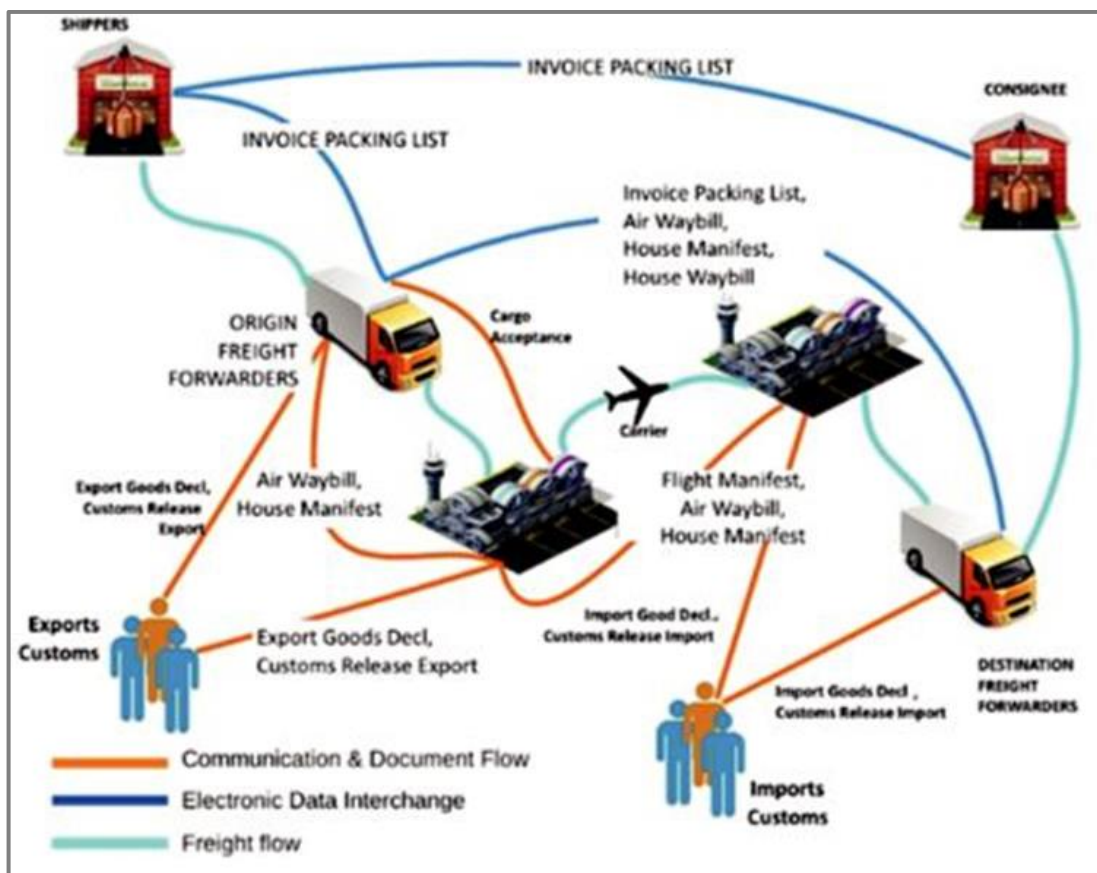 SHIPPERS
INVOICE PACKING LIST
CONSIGNEE
INVOICE PACKING LIST
Invoice Packing List,
Air Waybill,
House Manifest,
House Waybill
ORIGIN
FREIGHT
FORWARDERS
Cargo
Acceptance
Carrier
Export Goods Decl,
Customs Release
Export
Air Waybill,
House Manifest
Flight Manifest,
Air Waybill,
House Manifest
Exports
Customs
Export Goods Decl,
Customs Release Export
Import Good Decl.,
Customs Release Import
DESTINATION
FREIGHT
FORWARDERS
Import Goods Decl ,
Customs Release Import
Imports
Customs
Communication & Document Flow
Electronic Data Interchange
Freight flow